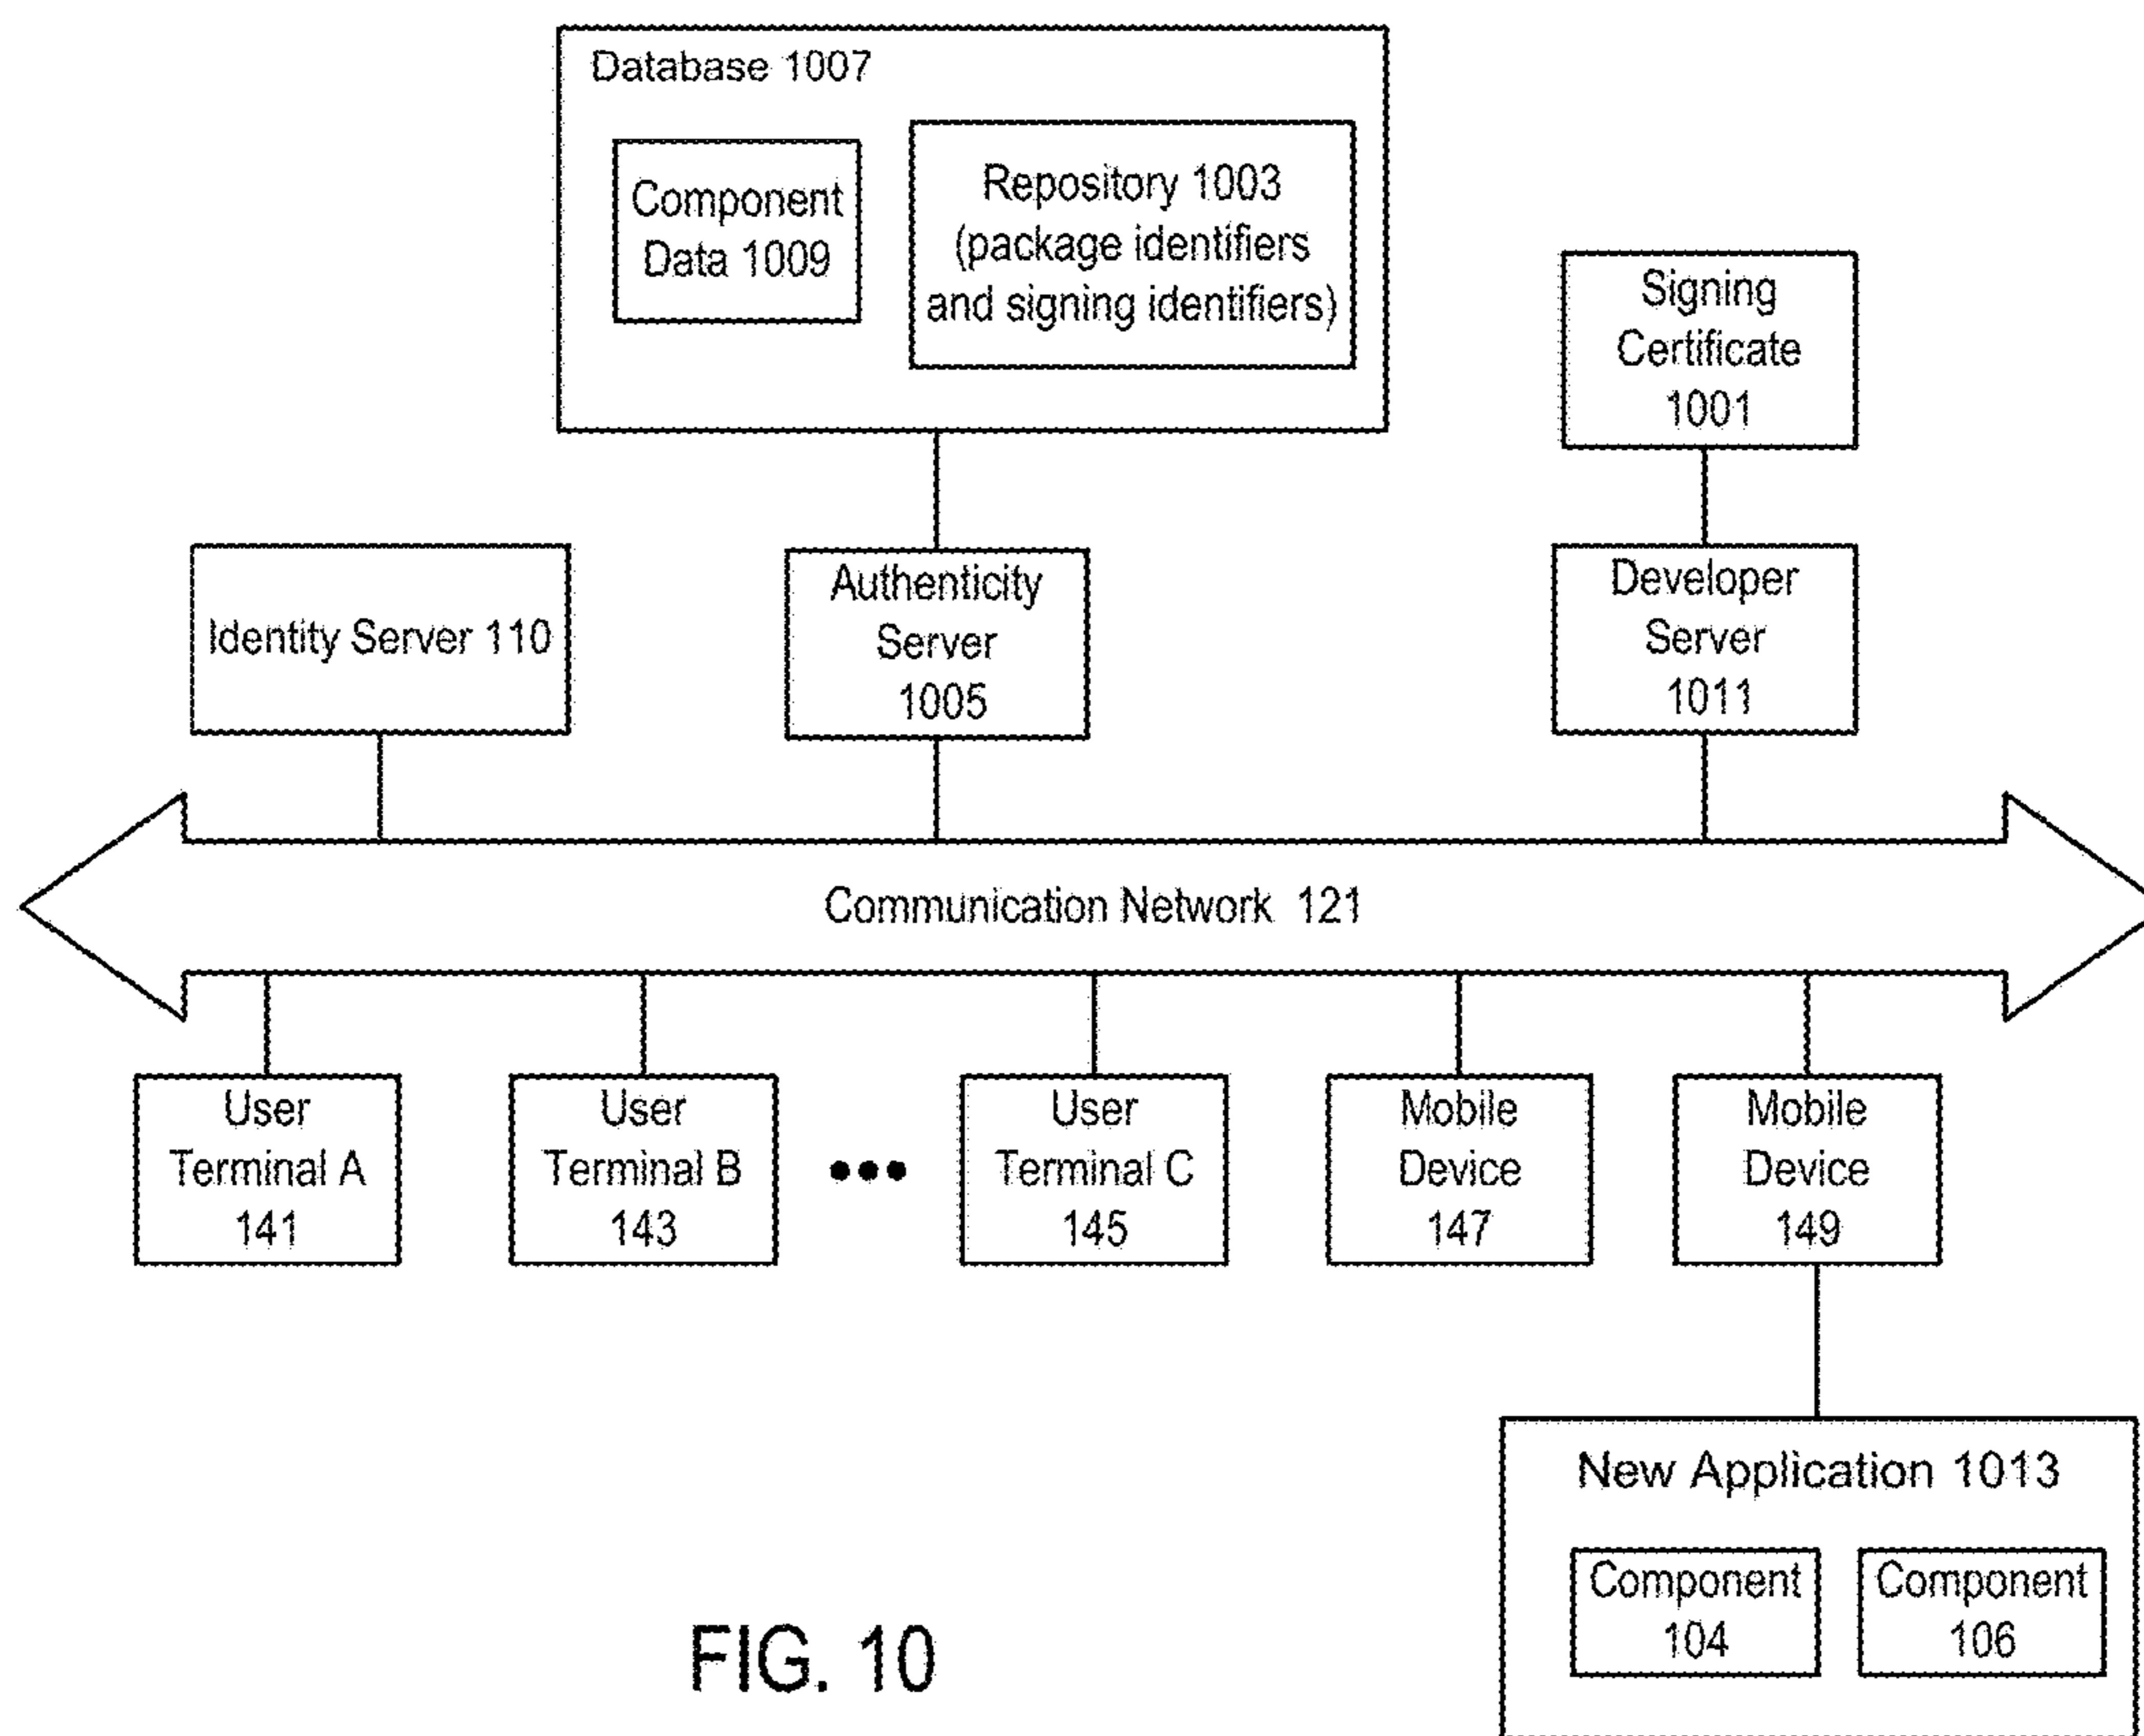 Database 1007
Component
Data 1009
Repository 1003
(package identifiers
and signing identifiers)
Signing
Certificate
1001
Identity Server 110
Authenticity
Server
1005
Developer
Server
1011
Communication Network 121
User
Terminal A
141
User
Terminal B
143
•••
User
Terminal C
145
Mobile
Device
147
Mobile
Device
149
New Application 1013
Component
104
Component
106
FIG. 10